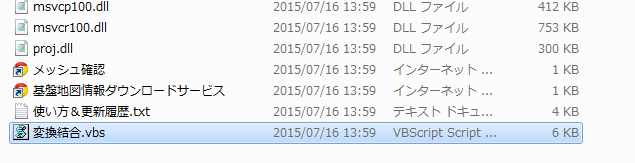 msvcp100.dll 2015/07/16 13:59 DLL ファイル 412 KB
msvcr100.dll 2015/07/16 13:59 DLL ファイル 753 KB
proj.dll 2015/07/16 13:59 DLL ファイル 300 KB
メッシュ確認 2015/07/16 13:59 インターネット ... 1 KB
基盤地図情報ダウンロードサービス 2015/07/16 13:59 インターネット ... 1 KB
使い方&更新履歴.txt 2015/07/16 13:59 テキスト ドキュ... 4 KB
変換結合.vbs 2015/07/16 13:59 VBScript Script ... 6 KB